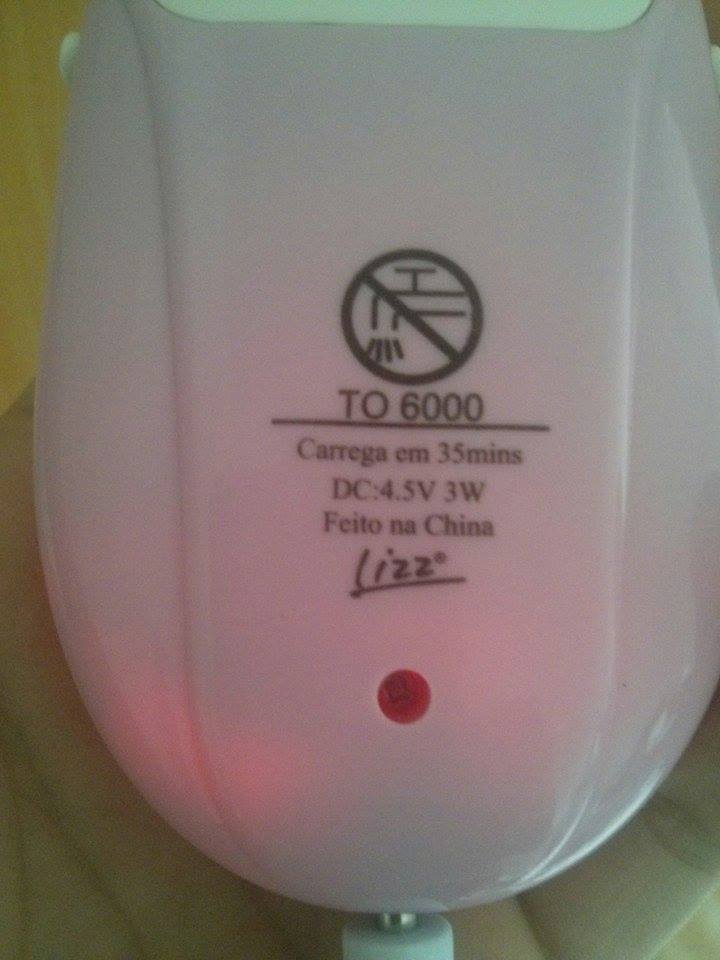 TO 6000
Carrega em 35mins
DC:4.5V 3W
Feito na China
Lizz®